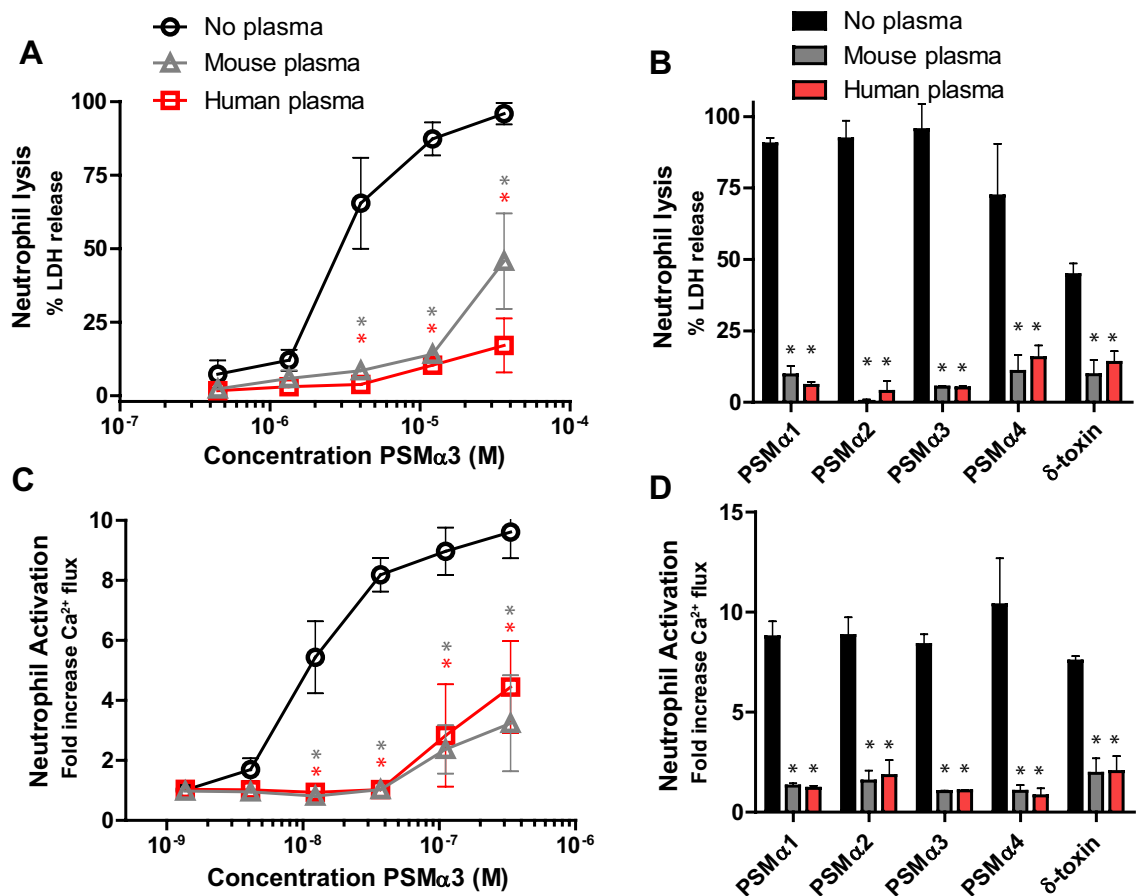 A
No plasma
Mouse plasma
Human plasma
Neutrophil lysis
% LDH release
100
75
50
25
0
* *
* *
* *
10⁻⁷ 10⁻⁶ 10⁻⁵ 10⁻⁴
Concentration PSMα3 (M)
B
No plasma
Mouse plasma
Human plasma
Neutrophil lysis
% LDH release
100
75
50
25
0
* * * * * * * * * *
PSMα1 PSMα2 PSMα3 PSMα4 δ-toxin
C
Neutrophil Activation
Fold increase Ca²⁺ flux
10
8
6
4
2
0
* *
* *
* *
* *
10⁻⁹ 10⁻⁸ 10⁻⁷ 10⁻⁶
Concentration PSMα3 (M)
D
Neutrophil Activation
Fold increase Ca²⁺ flux
15
10
5
0
* * * * * * * * * *
PSMα1 PSMα2 PSMα3 PSMα4 δ-toxin